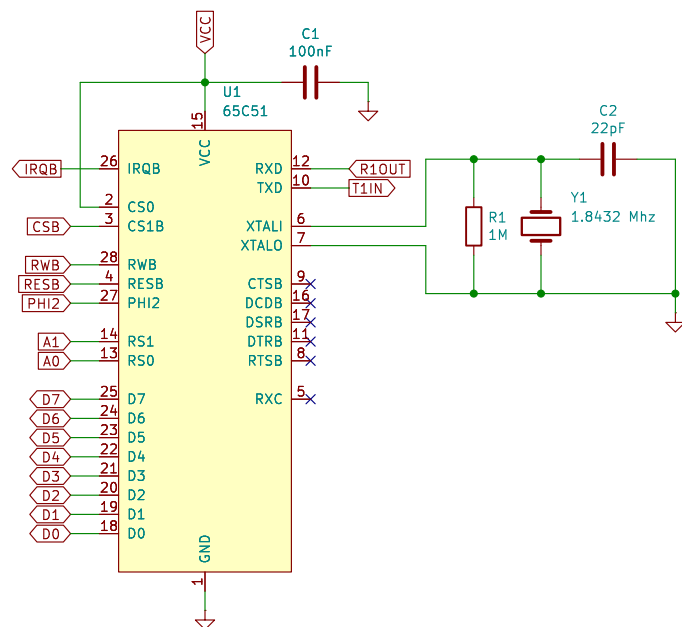 VCC
C1
100nF
U1
65C51
15
VCC
IRQB
26
IRQB
RXD
12
R1OUT
TXD
10
T1IN
2
CS0
CSB
3
CS1B
XTALI
6
XTALO
7
RWB
28
RWB
RESB
4
RESB
PHI2
27
PHI2
CTSB
9
DCDB
16
DSRB
17
DTRB
11
RTSB
8
A1
14
RS1
A0
13
RS0
RXC
5
D7
25
D7
D6
24
D6
D5
23
D5
D4
22
D4
D3
21
D3
D2
20
D2
D1
19
D1
D0
18
D0
GND
1
C2
22pF
R1
1M
Y1
1.8432 Mhz